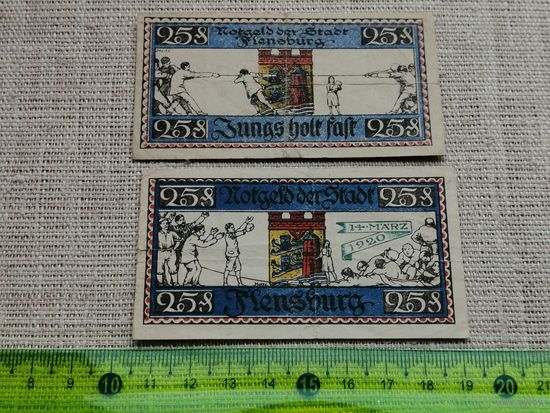 25 ₰ Notgeld der Stadt 25 ₰
Flensburg
25 ₰ Jungs holt fast 25 ₰
25 ₰ Notgeld der Stadt 25 ₰
14. MÄRZ
1920
25 ₰ Flensburg 25 ₰
8 9 10 11 12 13 14 15 16 17 18 19 20 21